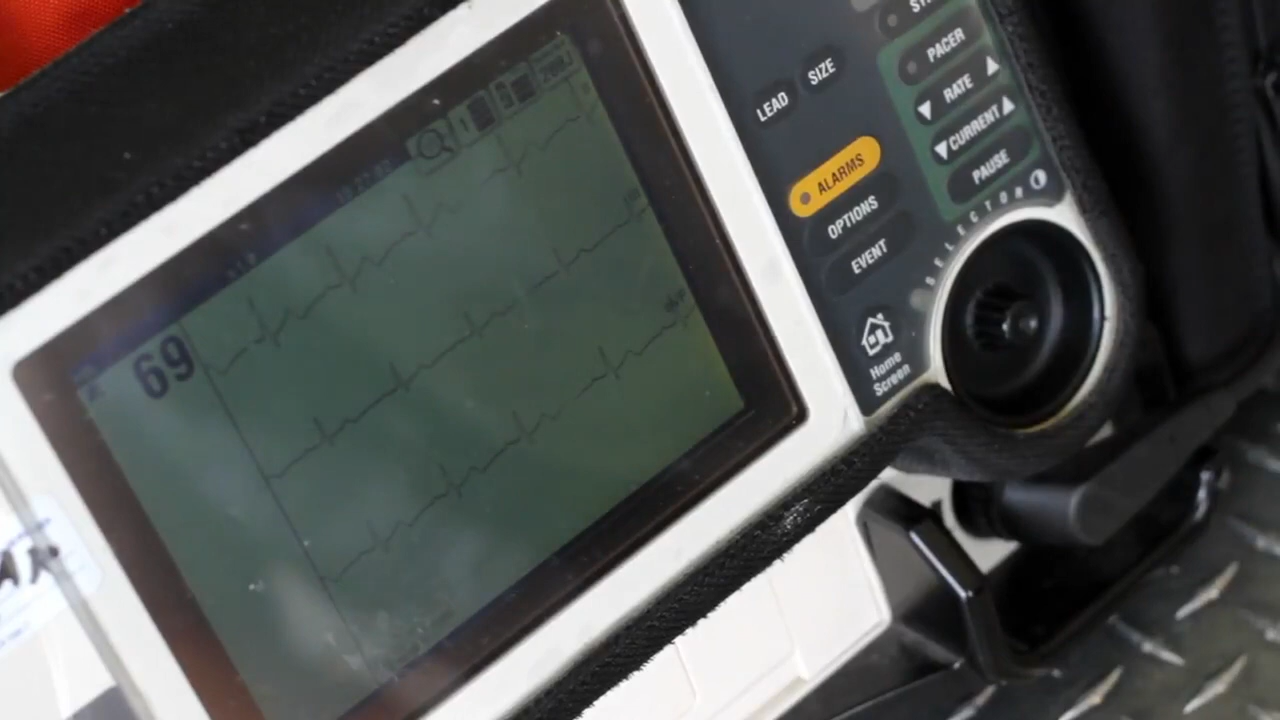 69
LEAD
SIZE
ALARMS
OPTIONS
EVENT
Home
Screen
PACER
RATE
CURRENT
PAUSE
SELECTOR